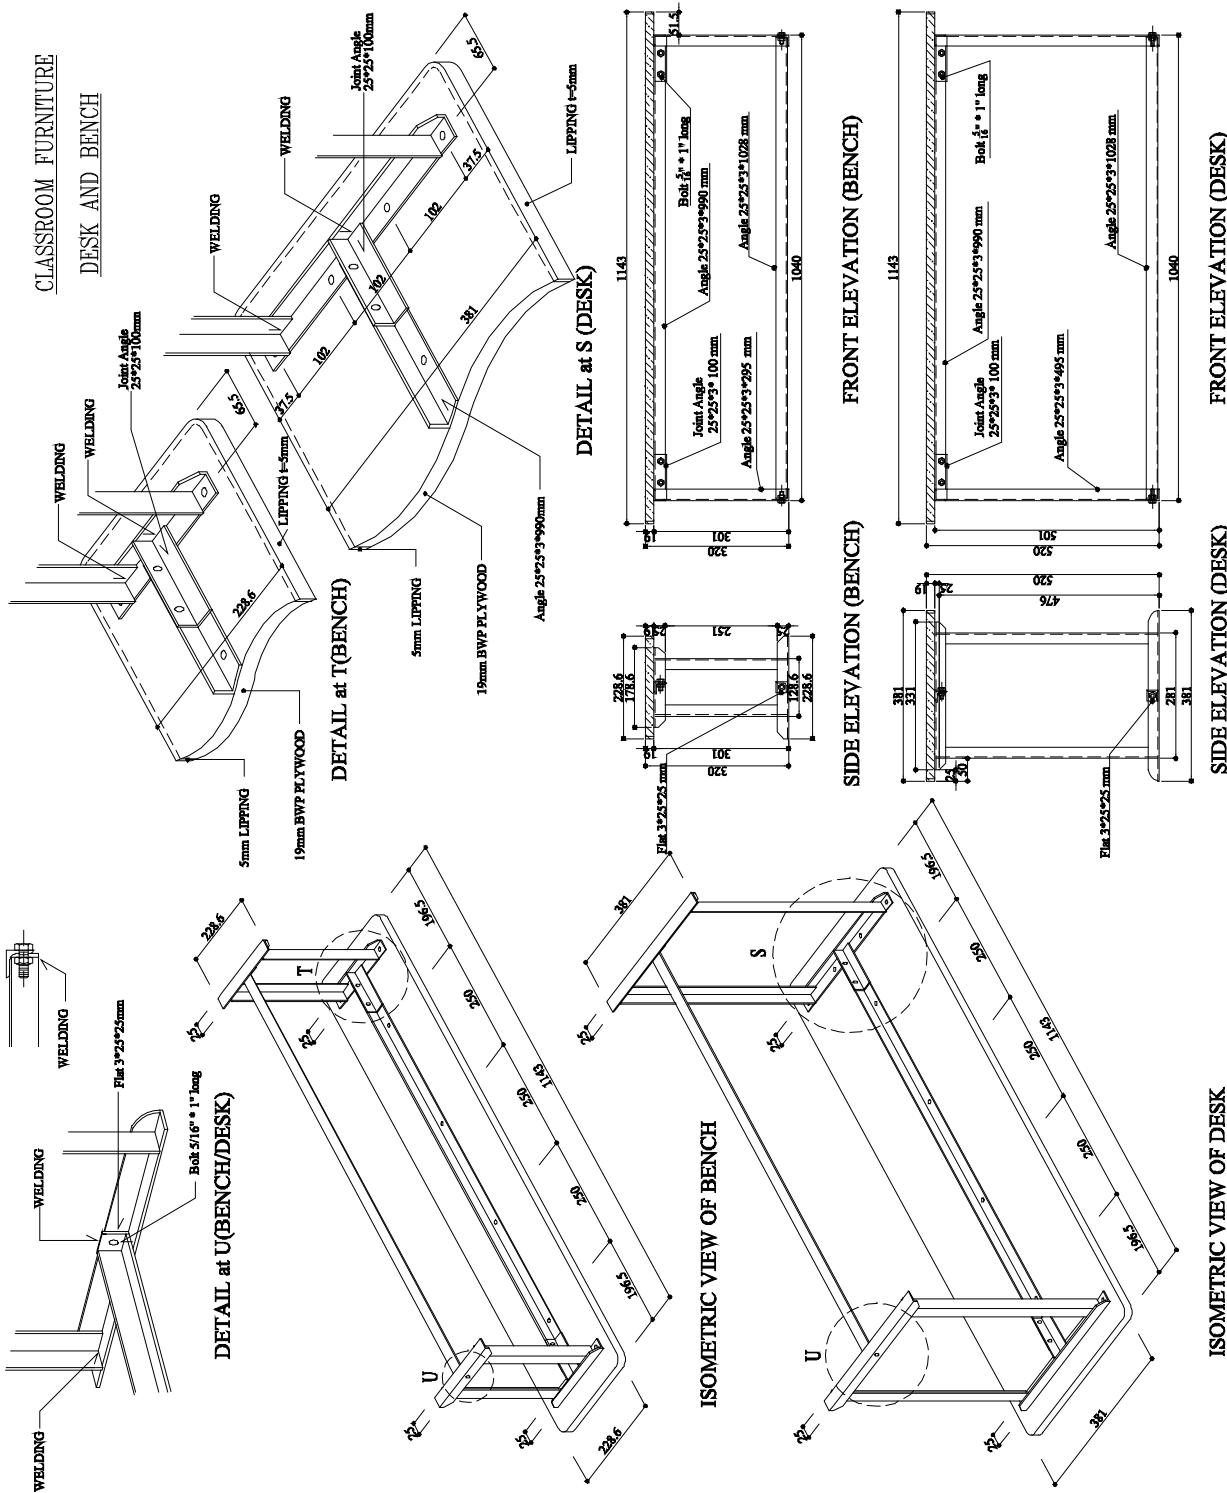 CLASSROOM FURNITURE
DESK AND BENCH
WELDING
WELDING
Flat 3*25*25mm
Bolt 5/16" * 1" long
WELDING
WELDING
DETAIL at U(BENCH/DESK)
WELDING
WELDING
Joint Angle
25*25*100mm
65.5
LIPPING t=5mm
228.6
5mm LIPPING
19mm BWP PLYWOOD
DETAIL at T(BENCH)
WELDING
WELDING
Joint Angle
25*25*100mm
65.5
LIPPING t=5mm
37.5
102
102
102
37.5
381
5mm LIPPING
19mm BWP PLYWOOD
Angle 25*25*3*990mm
DETAIL at S (DESK)
228.6
25
25
T
U
25
25
228.6
196.5
250
250
250
196.5
1143
ISOMETRIC VIEW OF BENCH
381
25
25
S
U
25
25
381
196.5
250
250
250
196.5
1143
ISOMETRIC VIEW OF DESK
228.6
178.6
19
25
251
25
128.6
228.6
19
301
320
Flat 3*25*25 mm
SIDE ELEVATION (BENCH)
1143
51.5
Bolt 5/16" * 1" long
Angle 25*25*3*990 mm
Angle 25*25*3*1028 mm
Joint Angle
25*25*3* 100 mm
Angle 25*25*3*295 mm
1040
19
301
320
FRONT ELEVATION (BENCH)
381
331
19
25
476
520
25
50
281
381
Flat 3*25*25 mm
SIDE ELEVATION (DESK)
1143
Bolt 5/16" * 1" long
Angle 25*25*3*990 mm
Angle 25*25*3*1028 mm
Joint Angle
25*25*3* 100 mm
Angle 25*25*3*495 mm
1040
501
520
FRONT ELEVATION (DESK)